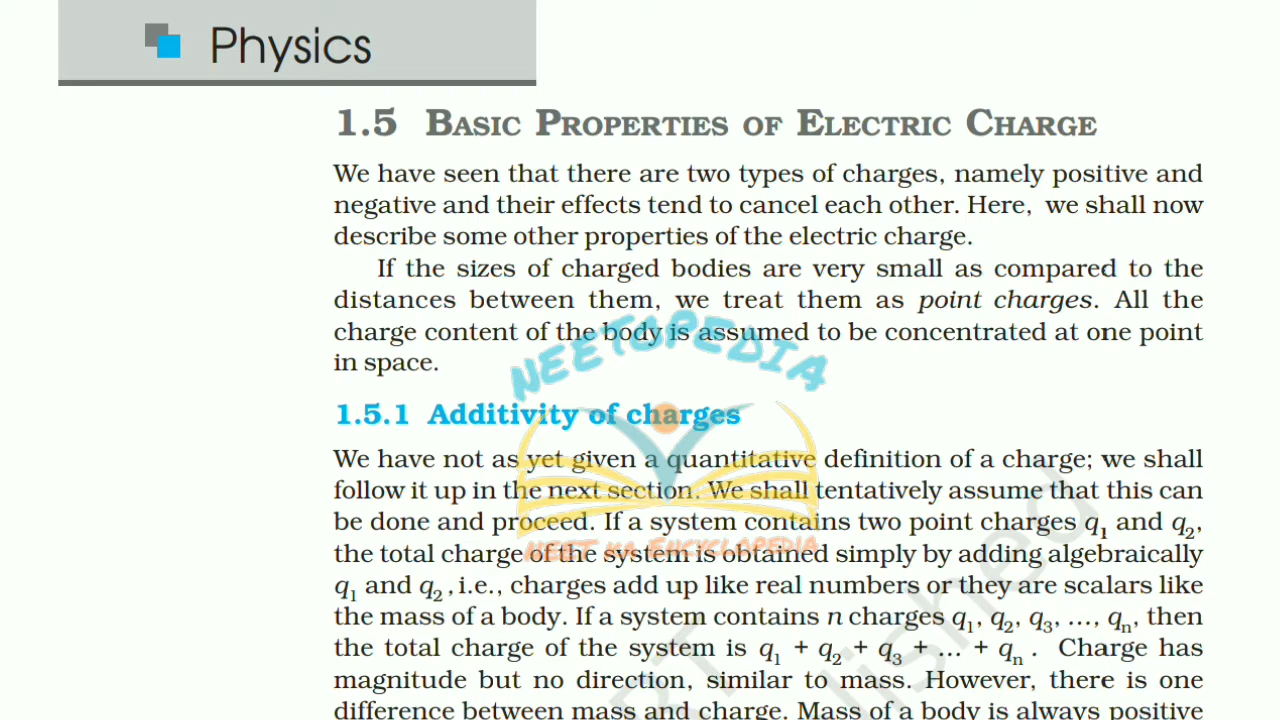 Physics
1.5 BASIC PROPERTIES OF ELECTRIC CHARGE
We have seen that there are two types of charges, namely positive and
negative and their effects tend to cancel each other. Here, we shall now
describe some other properties of the electric charge.
If the sizes of charged bodies are very small as compared to the
distances between them, we treat them as point charges. All the
charge content of the body is assumed to be concentrated at one point
in space.
NEETOPEDIA
1.5.1 Additivity of charges
We have not as yet given a quantitative definition of a charge; we shall
follow it up in the next section. We shall tentatively assume that this can
be done and proceed. If a system contains two point charges q1 and q2,
NEET KA ENCYCLOPEDIA
the total charge of the system is obtained simply by adding algebraically
q1 and q2, i.e., charges add up like real numbers or they are scalars like
the mass of a body. If a system contains n charges q1, q2, q3, ..., qn, then
the total charge of the system is q1 + q2 + q3 + ... + qn . Charge has
magnitude but no direction, similar to mass. However, there is one
difference between mass and charge. Mass of a body is always positive